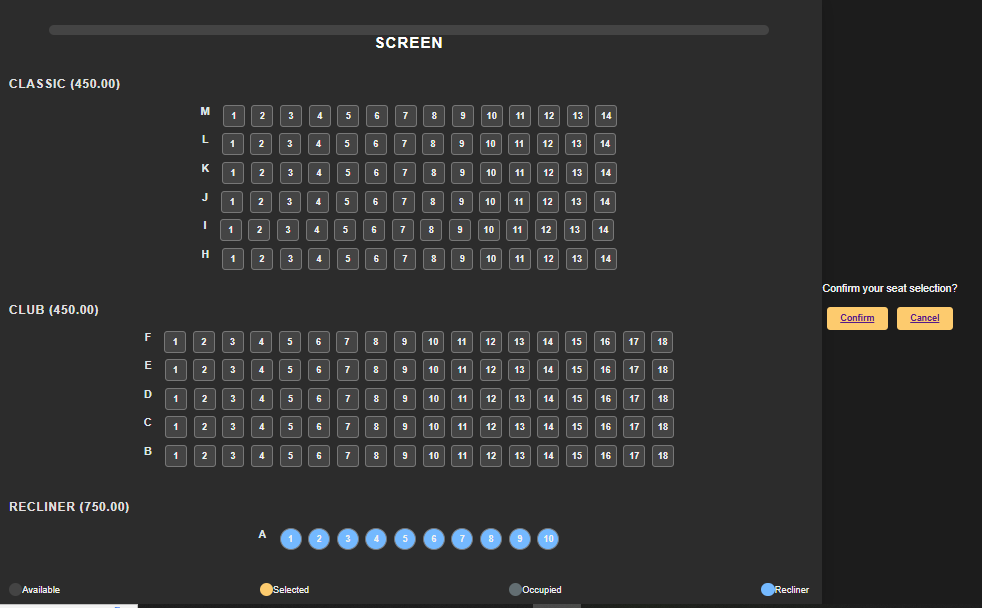 SCREEN
CLASSIC (450.00)
M 1 2 3 4 5 6 7 8 9 10 11 12 13 14
L 1 2 3 4 5 6 7 8 9 10 11 12 13 14
K 1 2 3 4 5 6 7 8 9 10 11 12 13 14
J 1 2 3 4 5 6 7 8 9 10 11 12 13 14
I 1 2 3 4 5 6 7 8 9 10 11 12 13 14
H 1 2 3 4 5 6 7 8 9 10 11 12 13 14
Confirm your seat selection?
Confirm Cancel
CLUB (450.00)
F 1 2 3 4 5 6 7 8 9 10 11 12 13 14 15 16 17 18
E 1 2 3 4 5 6 7 8 9 10 11 12 13 14 15 16 17 18
D 1 2 3 4 5 6 7 8 9 10 11 12 13 14 15 16 17 18
C 1 2 3 4 5 6 7 8 9 10 11 12 13 14 15 16 17 18
B 1 2 3 4 5 6 7 8 9 10 11 12 13 14 15 16 17 18
RECLINER (750.00)
A 1 2 3 4 5 6 7 8 9 10
Available Selected Occupied Recliner